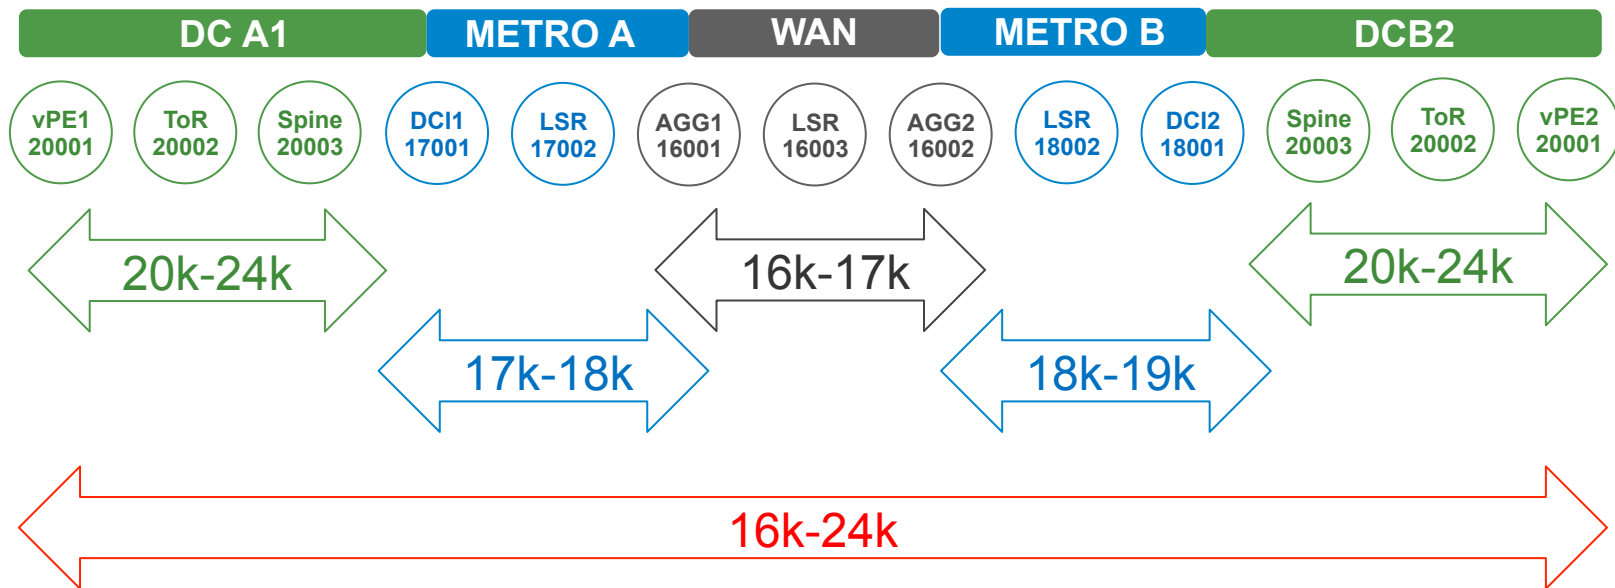 DC A1
METRO A
WAN
METRO B
DCB2
vPE1
20001
ToR
20002
Spine
20003
DCI1
17001
LSR
17002
AGG1
16001
LSR
16003
AGG2
16002
LSR
18002
DCI2
18001
Spine
20003
ToR
20002
vPE2
20001
20k-24k
16k-17k
20k-24k
17k-18k
18k-19k
16k-24k